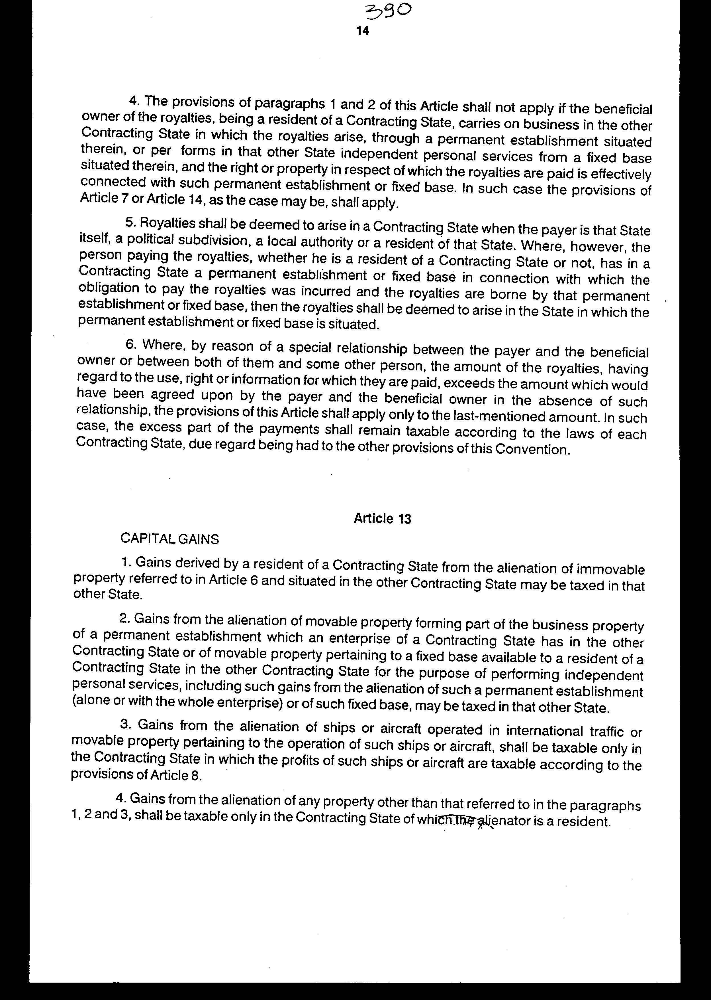 390
14
4. The provisions of paragraphs 1 and 2 of this Article shall not apply if the beneficial
owner of the royalties, being a resident of a Contracting State, carries on business in the other
Contracting State in which the royalties arise, through a permanent establishment situated
therein, or per forms in that other State independent personal services from a fixed base
situated therein, and the right or property in respect of which the royalties are paid is effectively
connected with such permanent establishment or fixed base. In such case the provisions of
Article 7 or Article 14, as the case may be, shall apply.
5. Royalties shall be deemed to arise in a Contracting State when the payer is that State
itself, a political subdivision, a local authority or a resident of that State. Where, however, the
person paying the royalties, whether he is a resident of a Contracting State or not, has in a
Contracting State a permanent establishment or fixed base in connection with which the
obligation to pay the royalties was incurred and the royalties are borne by that permanent
establishment or fixed base, then the royalties shall be deemed to arise in the State in which the
permanent establishment or fixed base is situated.
6. Where, by reason of a special relationship between the payer and the beneficial
owner or between both of them and some other person, the amount of the royalties, having
regard to the use, right or information for which they are paid, exceeds the amount which would
have been agreed upon by the payer and the beneficial owner in the absence of such
relationship, the provisions of this Article shall apply only to the last-mentioned amount. In such
case, the excess part of the payments shall remain taxable according to the laws of each
Contracting State, due regard being had to the other provisions of this Convention.
Article 13
CAPITAL GAINS
1. Gains derived by a resident of a Contracting State from the alienation of immovable
property referred to in Article 6 and situated in the other Contracting State may be taxed in that
other State.
2. Gains from the alienation of movable property forming part of the business property
of a permanent establishment which an enterprise of a Contracting State has in the other
Contracting State or of movable property pertaining to a fixed base available to a resident of a
Contracting State in the other Contracting State for the purpose of performing independent
personal services, including such gains from the alienation of such a permanent establishment
(alone or with the whole enterprise) or of such fixed base, may be taxed in that other State.
3. Gains from the alienation of ships or aircraft operated in international traffic or
movable property pertaining to the operation of such ships or aircraft, shall be taxable only in
the Contracting State in which the profits of such ships or aircraft are taxable according to the
provisions of Article 8.
4. Gains from the alienation of any property other than that referred to in the paragraphs
1, 2 and 3, shall be taxable only in the Contracting State of which the alienator is a resident.